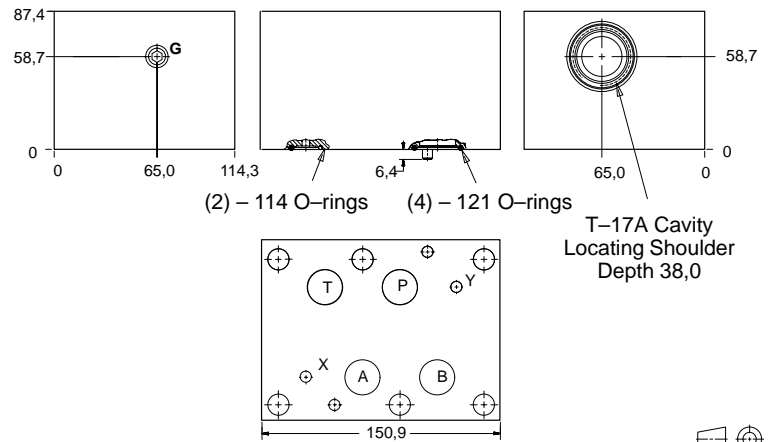 87,4
58,7
0
0
65,0
114,3
G
6,4
(2) – 114 O–rings
(4) – 121 O–rings
58,7
65,0
0
T–17A Cavity
Locating Shoulder
Depth 38,0
T
P
Y
X
A
B
150,9